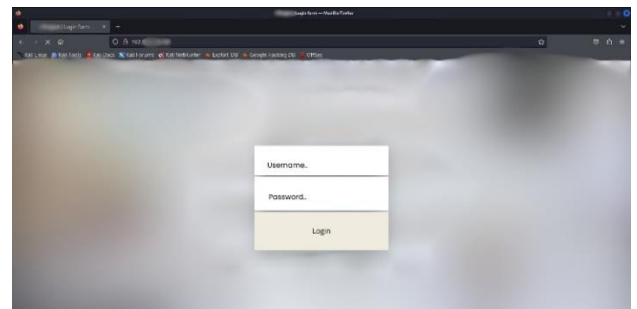 Login form — Mozilla Firefox
Login form
Kali Linux Kali Tools Kali Docs Kali Forums Kali NetHunter Exploit-DB Google Hacking DB OffSec
Username..
Password..
Login